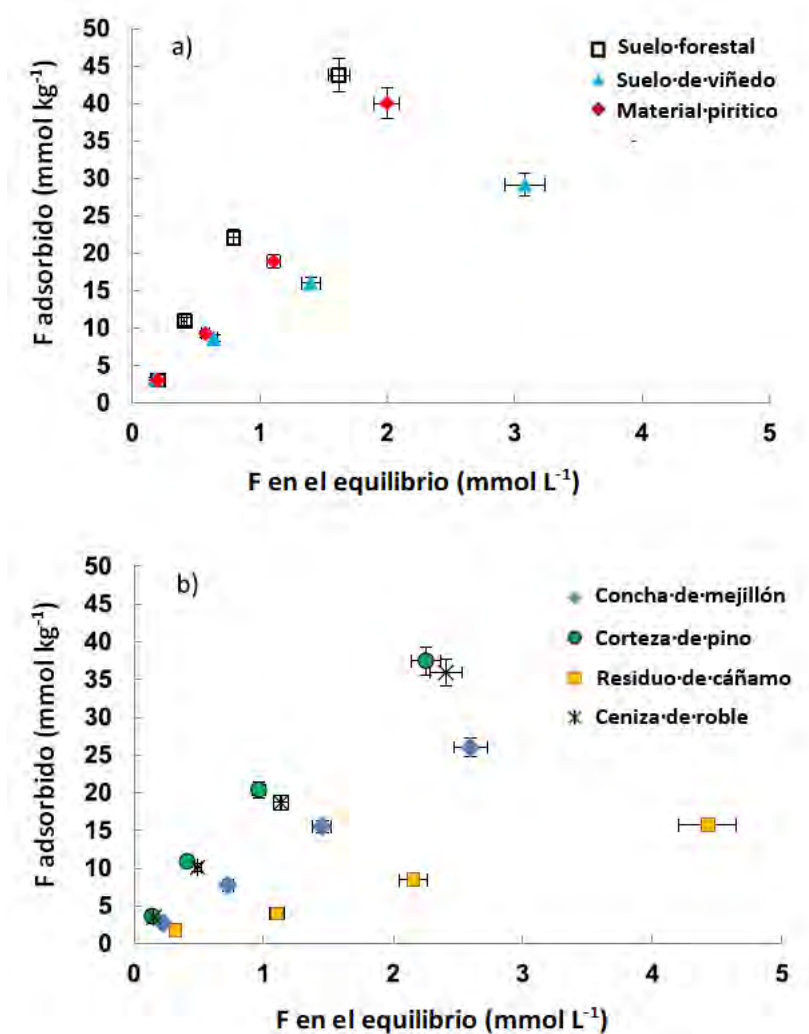 50
45
40
35
30
25
20
15
10
5
0
F adsorbido (mmol kg⁻¹)
a)
Suelo·forestal
Suelo·de·viñedo
Material·pirítico
0 1 2 3 4 5
F en el equilibrio (mmol L⁻¹)
50
45
40
35
30
25
20
15
10
5
0
F adsorbido (mmol kg⁻¹)
b)
Concha·de·mejillón
Corteza·de·pino
Residuo·de·cáñamo
Ceniza·de·roble
0 1 2 3 4 5
F en el equilibrio (mmol L⁻¹)